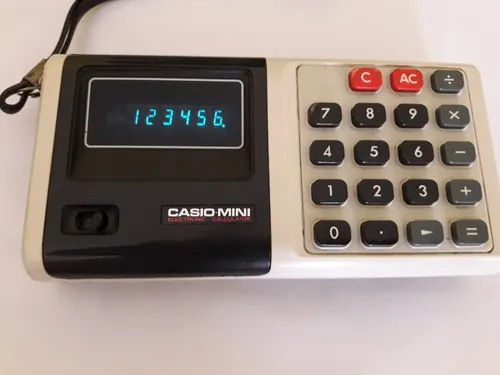 123456.
CASIO-MINI
ELECTRONIC CALCULATOR
C AC ÷
7 8 9 ×
4 5 6 −
1 2 3 +
0 · ► =